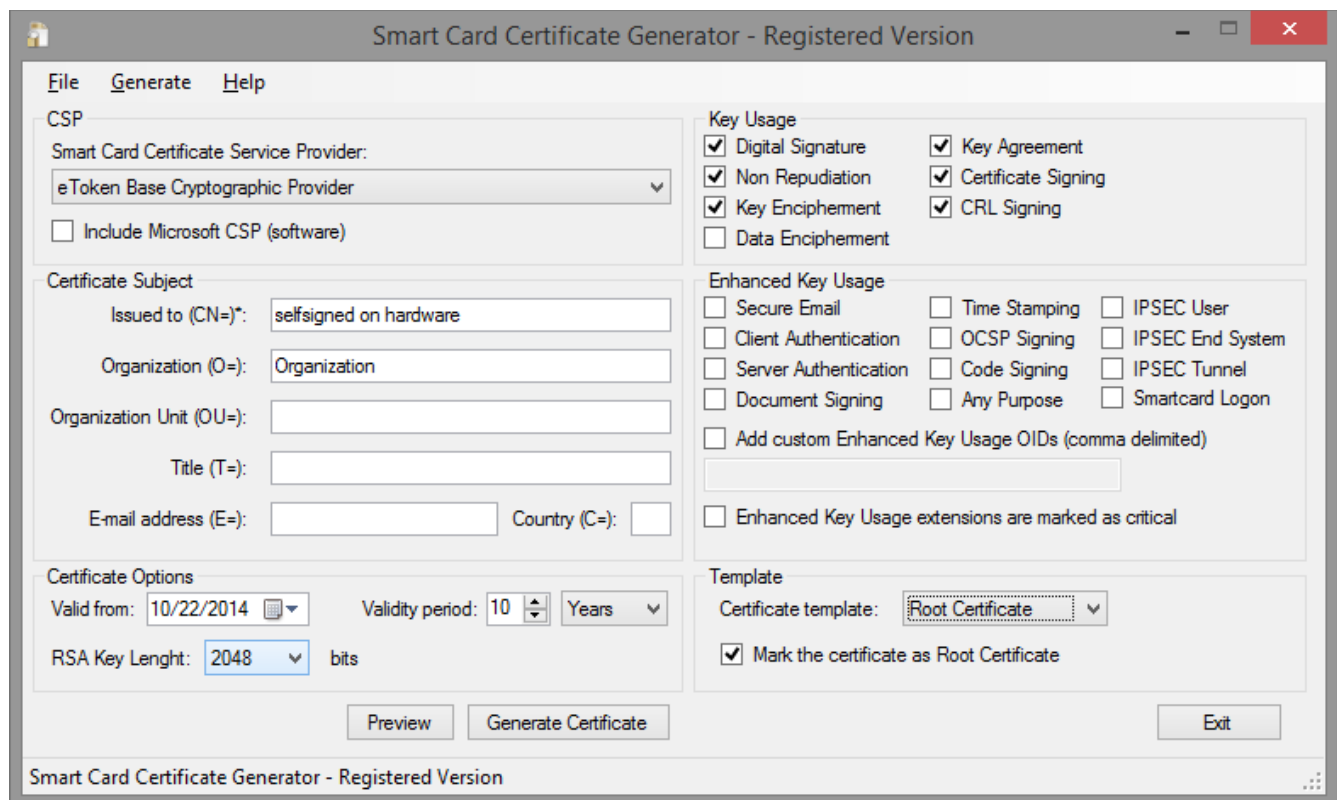 Smart Card Certificate Generator - Registered Version
File Generate Help
CSP
Smart Card Certificate Service Provider:
eToken Base Cryptographic Provider
Include Microsoft CSP (software)
Key Usage
Digital Signature Key Agreement
Non Repudiation Certificate Signing
Key Encipherment CRL Signing
Data Encipherment
Certificate Subject
Issued to (CN=)*: selfsigned on hardware
Organization (O=): Organization
Organization Unit (OU=):
Title (T=):
E-mail address (E=): Country (C=):
Enhanced Key Usage
Secure Email Time Stamping IPSEC User
Client Authentication OCSP Signing IPSEC End System
Server Authentication Code Signing IPSEC Tunnel
Document Signing Any Purpose Smartcard Logon
Add custom Enhanced Key Usage OIDs (comma delimited)
Enhanced Key Usage extensions are marked as critical
Certificate Options
Valid from: 10/22/2014 Validity period: 10 Years
RSA Key Lenght: 2048 bits
Template
Certificate template: Root Certificate
Mark the certificate as Root Certificate
Preview Generate Certificate Exit
Smart Card Certificate Generator - Registered Version